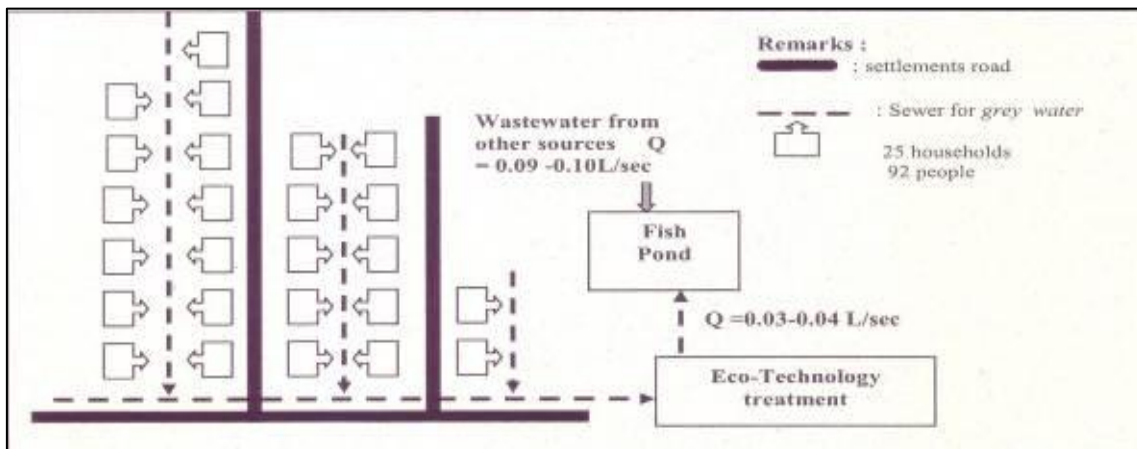 Remarks :
: settlements road
: Sewer for grey water
25 households
92 people
Wastewater from
other sources Q
= 0.09 -0.10L/sec
Fish
Pond
Q =0.03-0.04 L/sec
Eco-Technology
treatment